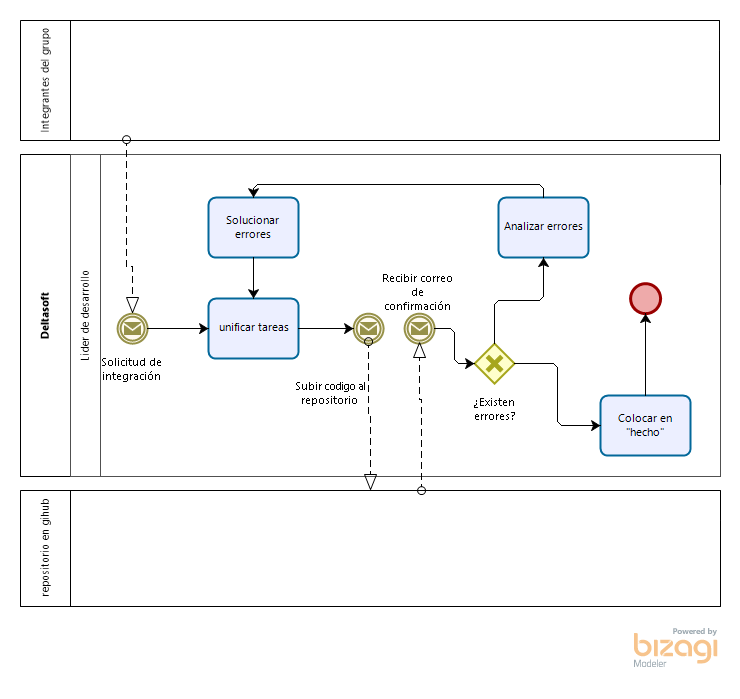 Integrantes del grupo
Deltasoft
Lider de desarrollo
Solucionar
errores
Analizar errores
Recibir correo
de
confirmación
unificar tareas
Solicitud de
integración
Subir codigo al
repositorio
¿Existen
errores?
Colocar en
"hecho"
repositorio en gihub
Powered by
bizagi
Modeler